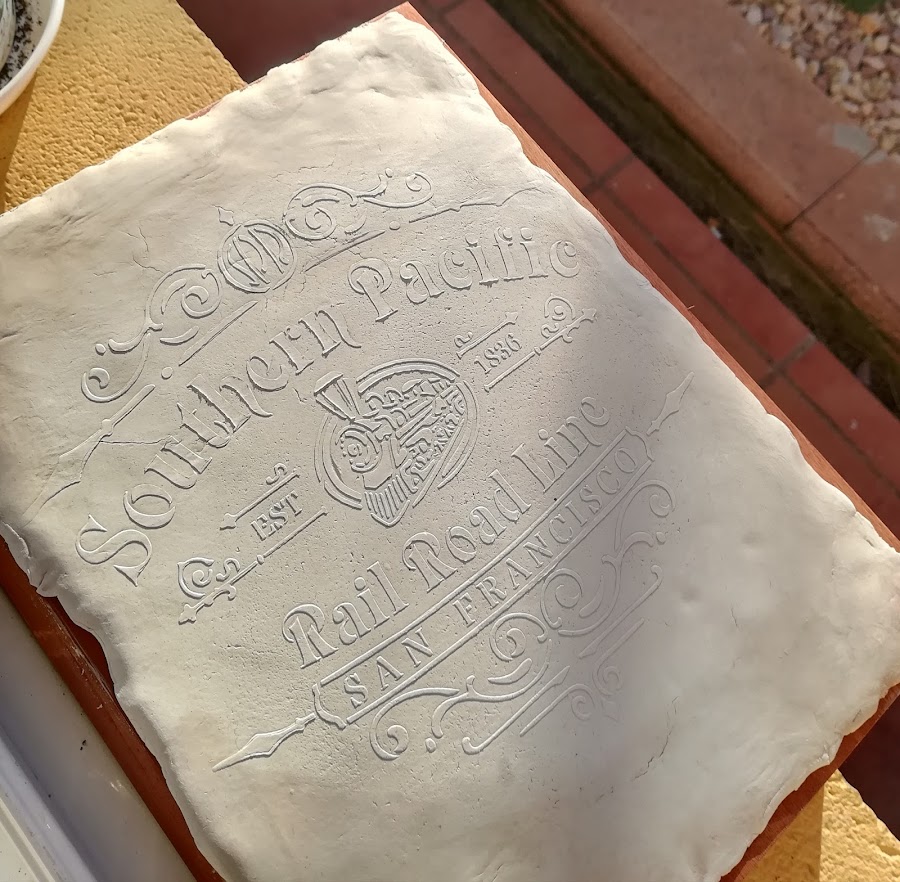 Southern Pacific
EST 1836
Rail Road Line
SAN FRANCISCO